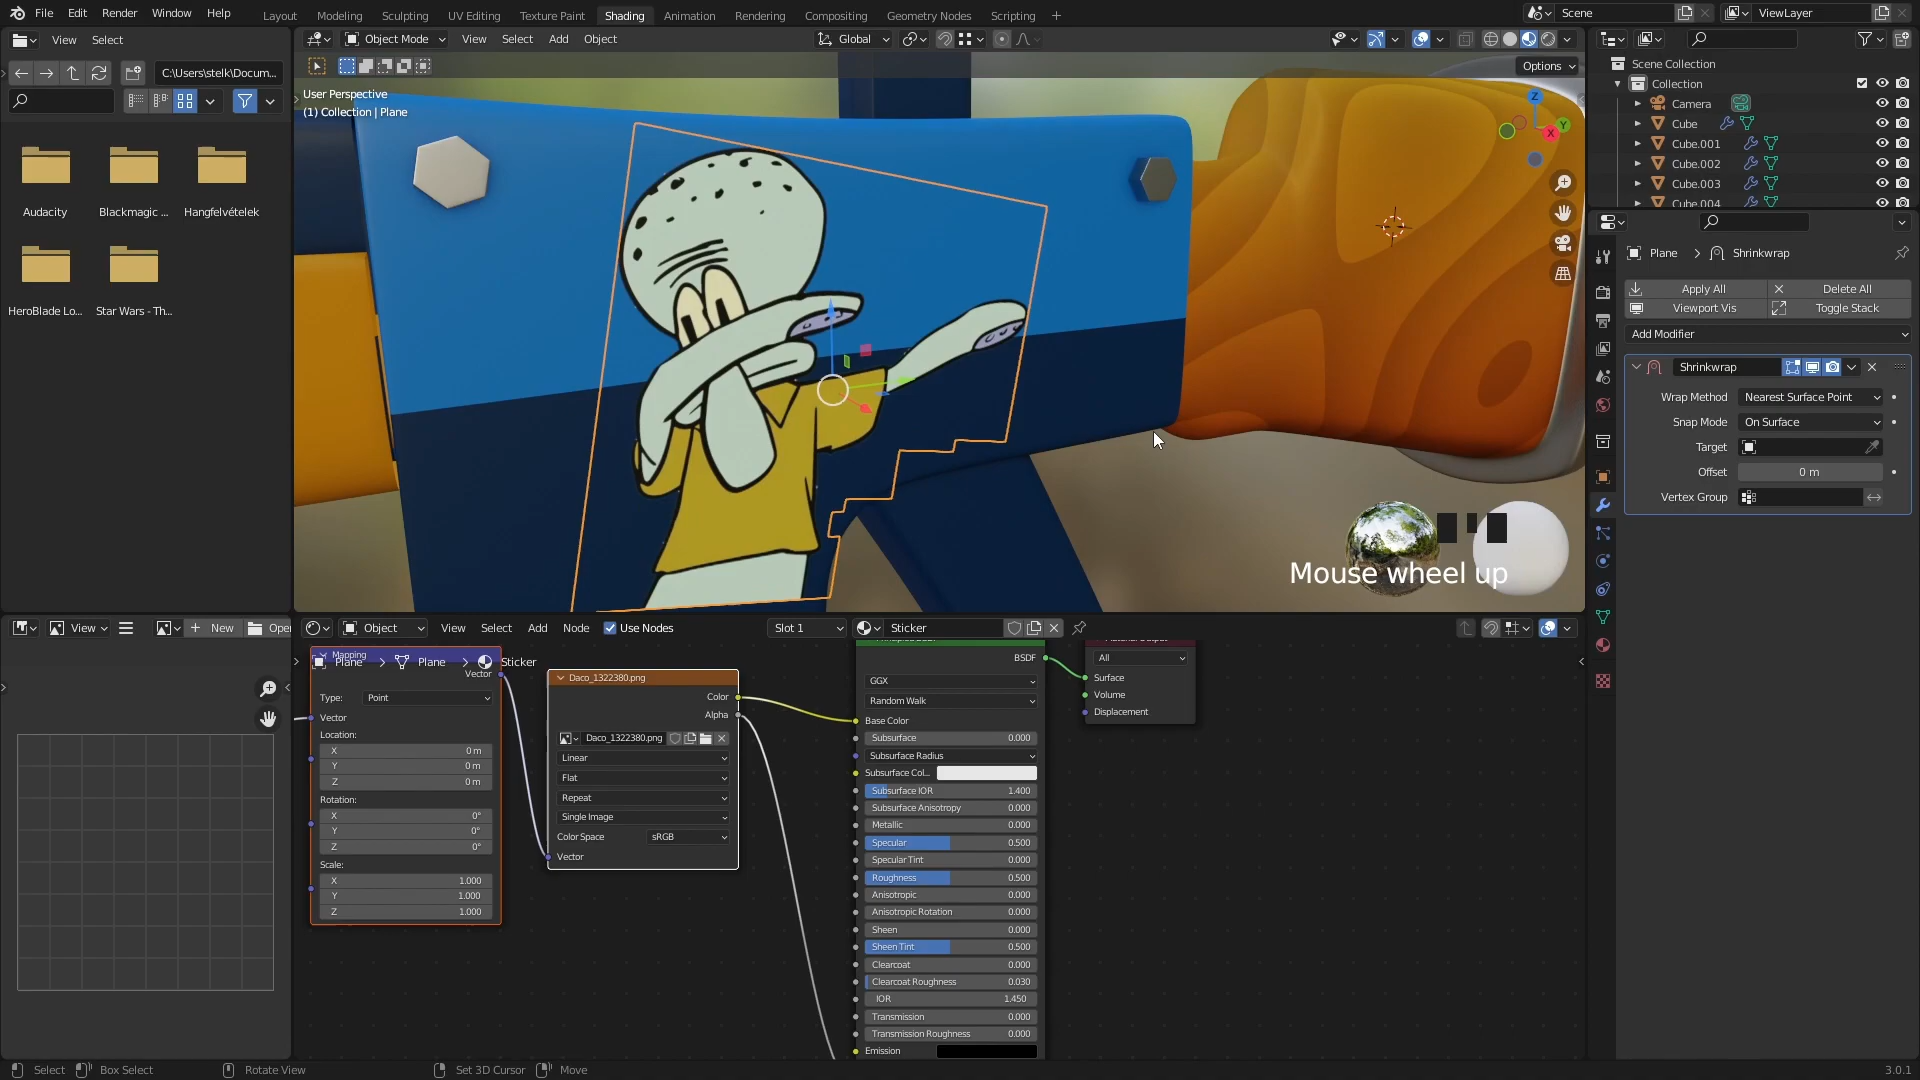 File Edit Render Window Help
Layout Modeling Sculpting UV Editing Texture Paint Shading Animation Rendering Compositing Geometry Nodes Scripting +
Scene
ViewLayer
View Select
C:\Users\stelk\Docum...
Audacity
Blackmagic ...
Hangfelvételek
HeroBlade Lo...
Star Wars - Th...
Object Mode View Select Add Object
Global
Options
User Perspective
(1) Collection | Plane
Z
Y
X
Mouse wheel up
Scene Collection
Collection
Camera
Cube
Cube.001
Cube.002
Cube.003
Cube.004
Plane > Shrinkwrap
Apply All
Delete All
Viewport Vis
Toggle Stack
Add Modifier
Shrinkwrap
Wrap Method Nearest Surface Point
Snap Mode On Surface
Target
Offset 0 m
Vertex Group
View
New
Open
Object View Select Add Node Use Nodes
Slot 1
Sticker
Plane > Plane > Sticker
Mapping
Vector
Type: Point
Vector
Location:
X 0 m
Y 0 m
Z 0 m
Rotation:
X 0°
Y 0°
Z 0°
Scale:
X 1.000
Y 1.000
Z 1.000
Daco_1322380.png
Color
Alpha
Daco_1322380.png
Linear
Flat
Repeat
Single Image
Color Space sRGB
Vector
BSDF
GGX
Random Walk
Base Color
Subsurface 0.000
Subsurface Radius
Subsurface Col...
Subsurface IOR 1.400
Subsurface Anisotropy 0.000
Metallic 0.000
Specular 0.500
Specular Tint 0.000
Roughness 0.500
Anisotropic 0.000
Anisotropic Rotation 0.000
Sheen 0.000
Sheen Tint 0.500
Clearcoat 0.000
Clearcoat Roughness 0.030
IOR 1.450
Transmission 0.000
Transmission Roughness 0.000
Emission
All
Surface
Volume
Displacement
Select
Box Select
Rotate View
Set 3D Cursor
Move
3.0.1